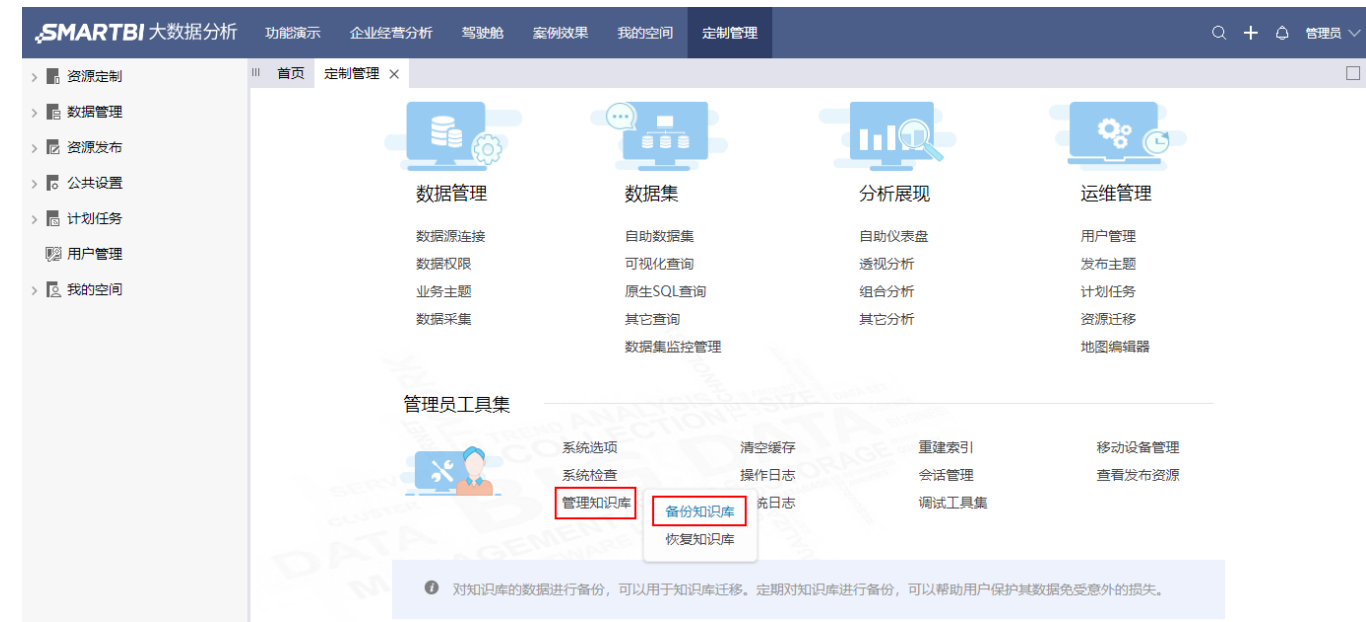 SMARTBI 大数据分析 功能演示 企业经营分析 驾驶舱 案例效果 我的空间 定制管理 管理员
首页 定制管理
资源定制
数据管理
资源发布
公共设置
计划任务
用户管理
我的空间
数据管理 数据集 分析展现 运维管理
数据源连接 自助数据集 自助仪表盘 用户管理
数据权限 可视化查询 透视分析 发布主题
业务主题 原生SQL查询 组合分析 计划任务
数据采集 其它查询 其它分析 资源迁移
数据集监控管理 地图编辑器
管理员工具集
系统选项 清空缓存 重建索引 移动设备管理
系统检查 操作日志 会话管理 查看发布资源
管理知识库 备份知识库 统日志 调试工具集
恢复知识库
对知识库的数据进行备份，可以用于知识库迁移。定期对知识库进行备份，可以帮助用户保护其数据免受意外的损失。